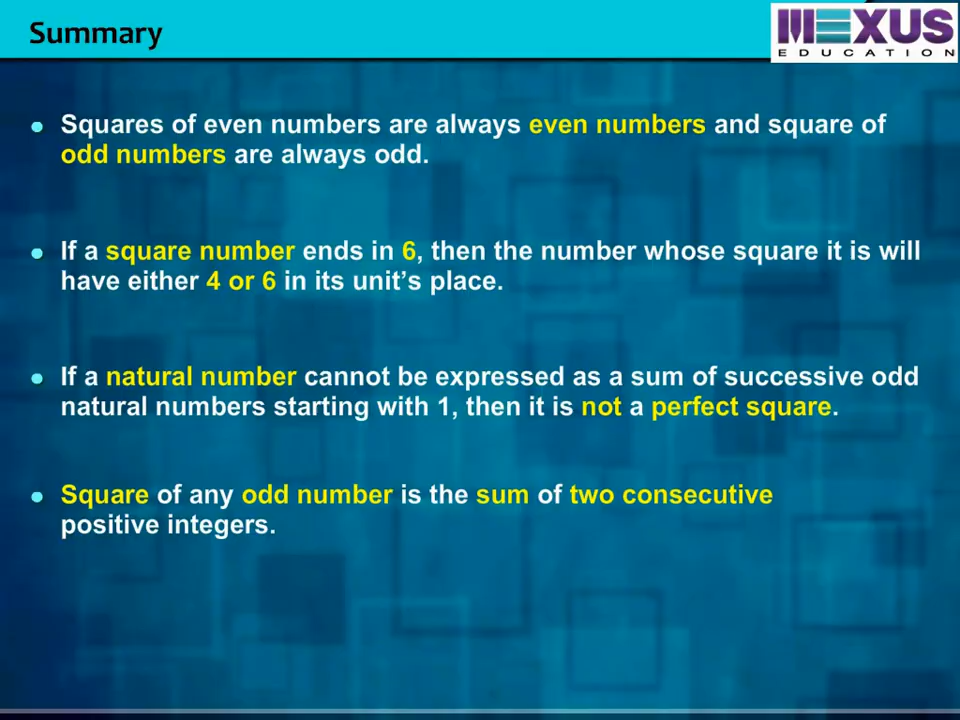 Summary
MEXUS
EDUCATION
● Squares of even numbers are always even numbers and square of
odd numbers are always odd.
● If a square number ends in 6, then the number whose square it is will
have either 4 or 6 in its unit’s place.
● If a natural number cannot be expressed as a sum of successive odd
natural numbers starting with 1, then it is not a perfect square.
● Square of any odd number is the sum of two consecutive
positive integers.